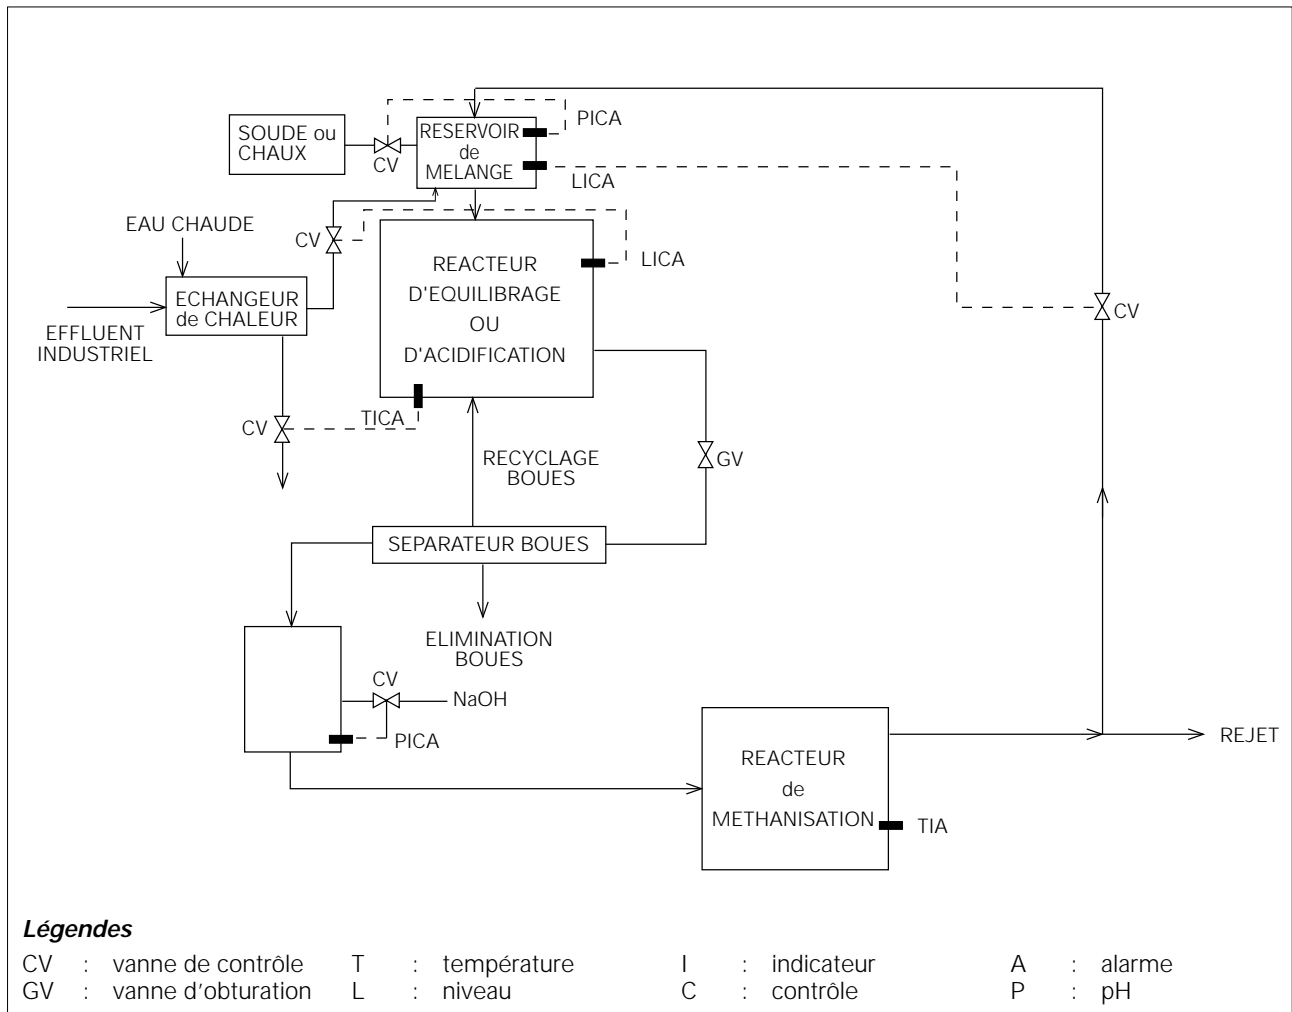 PICA
SOUDE ou
CHAUX
CV
RESERVOIR
de
MELANGE
LICA
EAU CHAUDE
CV
LICA
REACTEUR
D'EQUILIBRAGE
OU
D'ACIDIFICATION
ECHANGEUR
de CHALEUR
EFFLUENT
INDUSTRIEL
CV
TICA
CV
RECYCLAGE
BOUES
GV
SEPARATEUR BOUES
ELIMINATION
BOUES
CV
NaOH
PICA
REACTEUR
de
METHANISATION
TIA
REJET
Légendes
CV : vanne de contrôle T : température I : indicateur A : alarme
GV : vanne d'obturation L : niveau C : contrôle P : pH